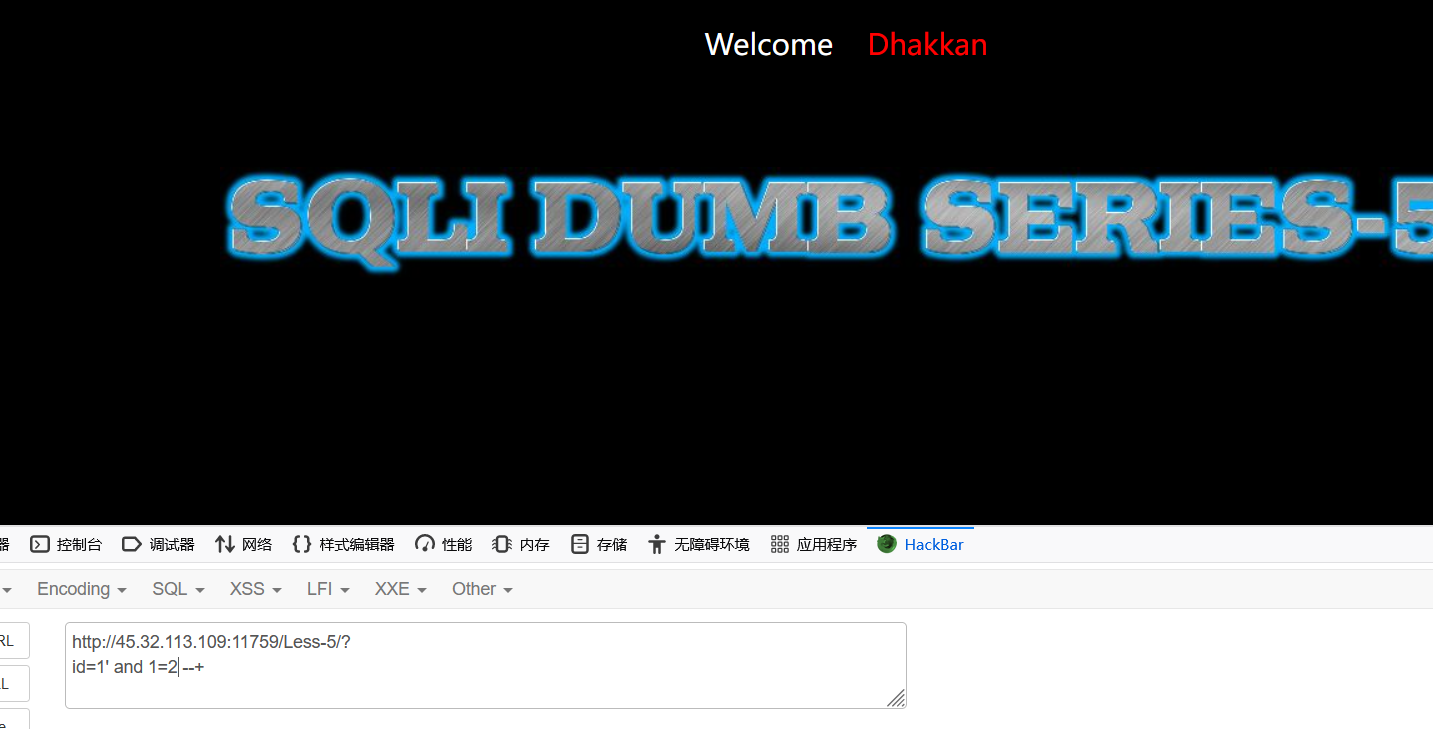 Welcome Dhakkan
SQLI DUMB SERIES-5
器 控制台 调试器 网络 样式编辑器 性能 内存 存储 无障碍环境 应用程序 HackBar
Encoding SQL XSS LFI XXE Other
RL
http://45.32.113.109:11759/Less-5/?
id=1' and 1=2 --+
L